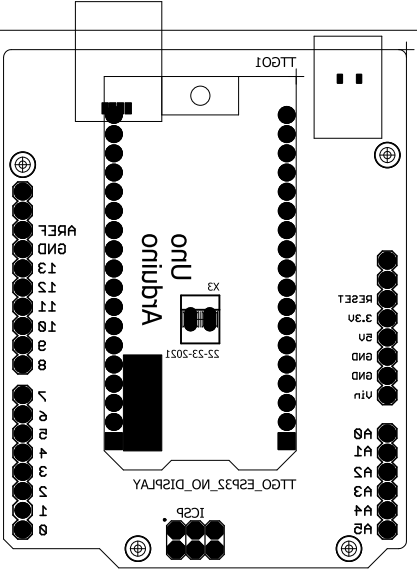 TTGO1
AREF
GND
13
12
11
10
9
8
7
6
5
4
3
2
1
0
Arduino
Uno
X3
22-23-2021
RESET
3.3V
5V
GND
GND
Vin
A0
A1
A2
A3
A4
A5
TTGO_ESP32_NO_DISPLAY
ICSP